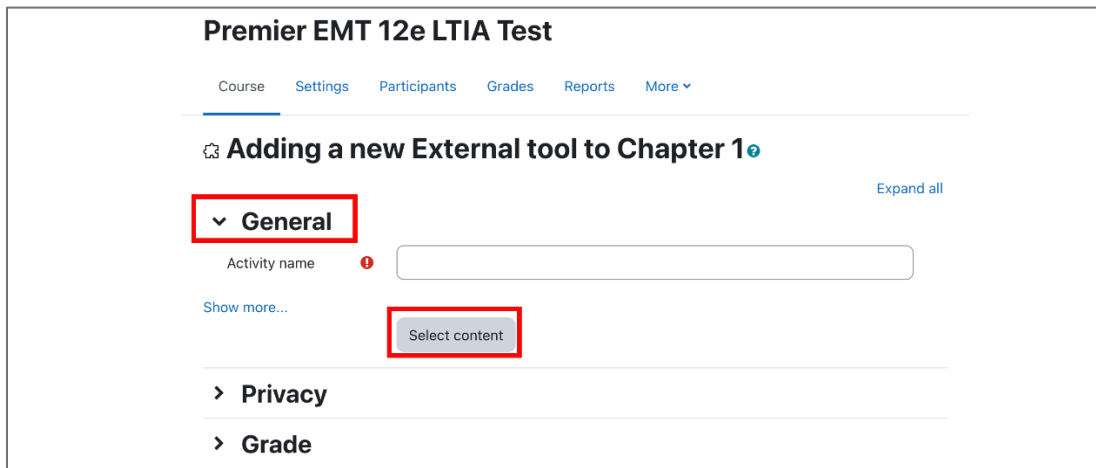 Premier EMT 12e LTIA Test
Course Settings Participants Grades Reports More
Adding a new External tool to Chapter 1
Expand all
General
Activity name
Show more...
Select content
Privacy
Grade